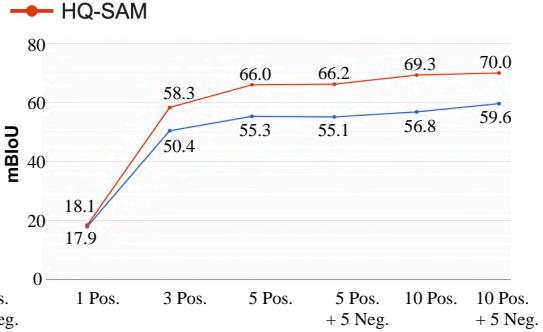 HQ-SAM
mBIoU
80
60
40
20
0
18.1
17.9
58.3
50.4
66.0
55.3
66.2
55.1
69.3
56.8
70.0
59.6
s.
eg.
1 Pos.
3 Pos.
5 Pos.
5 Pos.
+ 5 Neg.
10 Pos.
10 Pos.
+ 5 Neg.